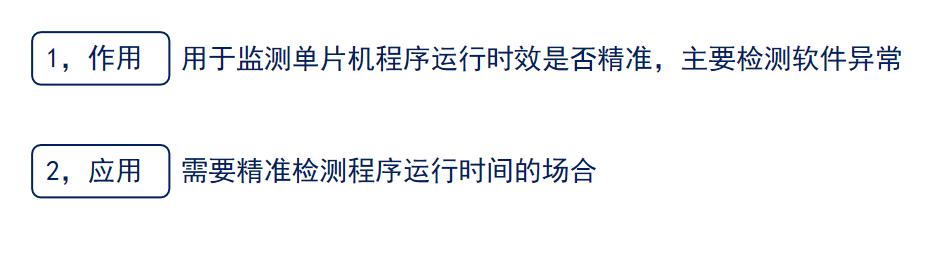 1，作用 用于监测单片机程序运行时效是否精准，主要检测软件异常
2，应用 需要精准检测程序运行时间的场合